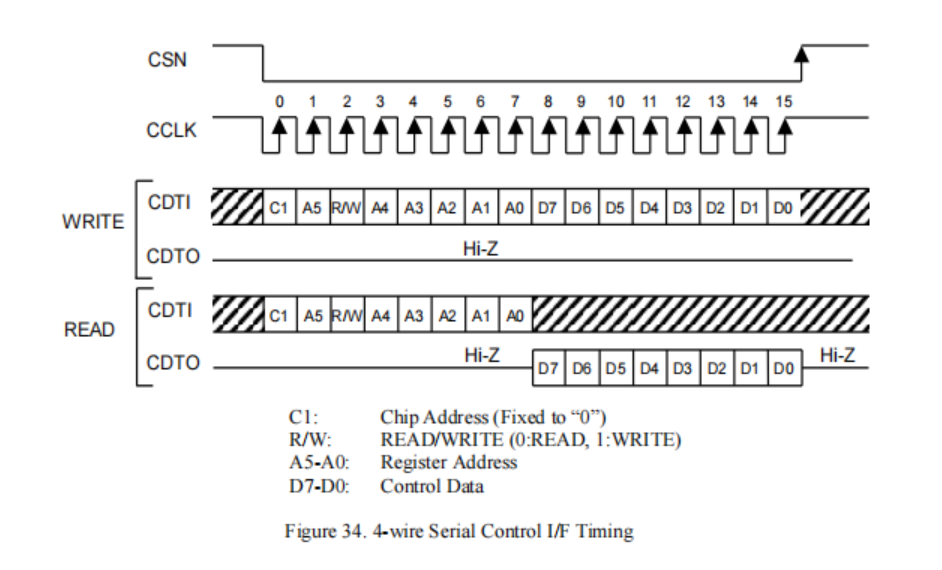 CSN
0 1 2 3 4 5 6 7 8 9 10 11 12 13 14 15
CCLK
WRITE
CDTI C1 A5 R/W A4 A3 A2 A1 A0 D7 D6 D5 D4 D3 D2 D1 D0
CDTO Hi-Z
READ
CDTI C1 A5 R/W A4 A3 A2 A1 A0
CDTO Hi-Z D7 D6 D5 D4 D3 D2 D1 D0 Hi-Z
C1: Chip Address (Fixed to “0”)
R/W: READ/WRITE (0:READ, 1:WRITE)
A5-A0: Register Address
D7-D0: Control Data
Figure 34. 4-wire Serial Control I/F Timing